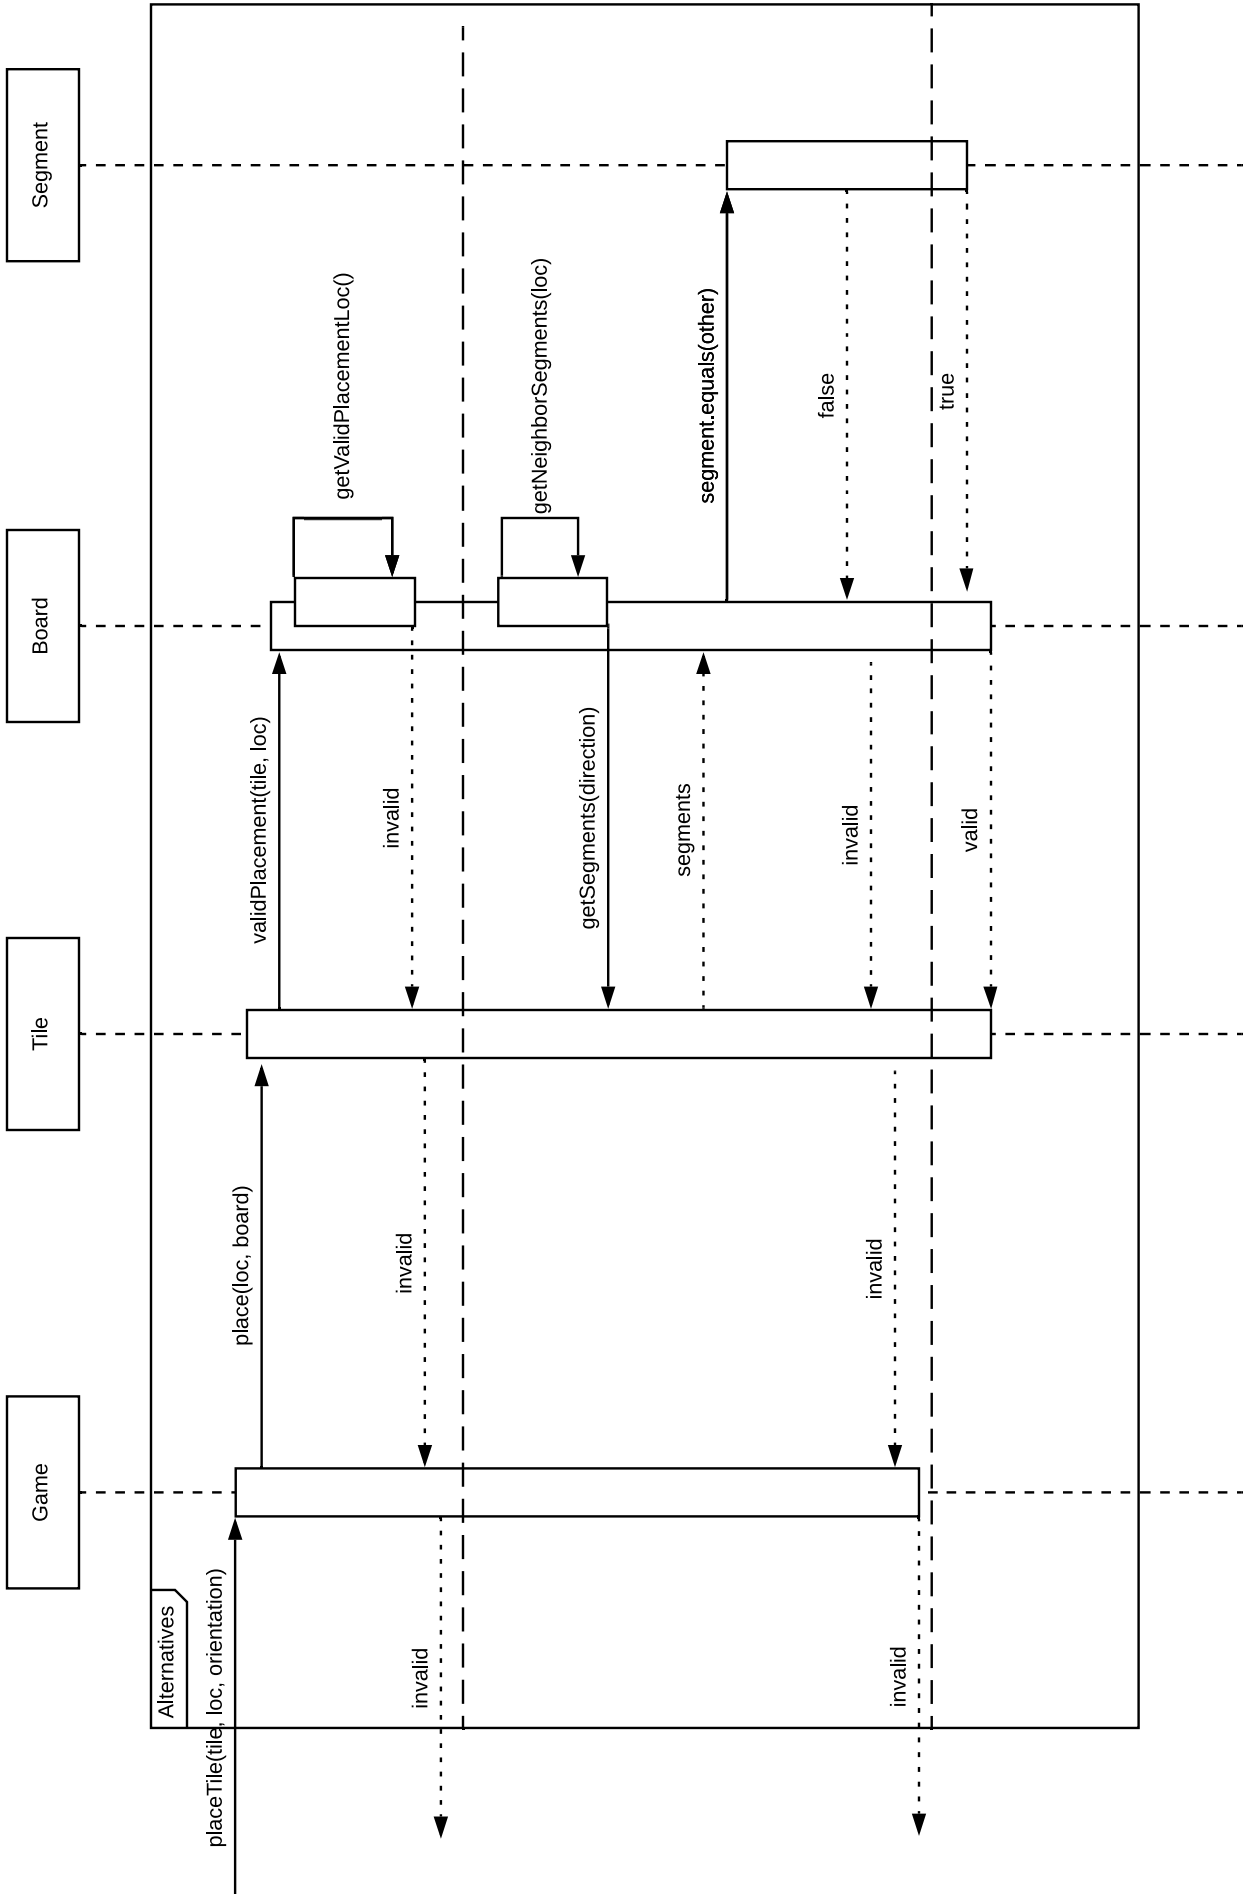 Game
Tile
Board
Segment
Alternatives
placeTile(tile, loc, orientation)
place(loc, board)
validPlacement(tile, loc)
getValidPlacementLoc()
invalid
invalid
invalid
getNeighborSegments(loc)
getSegments(direction)
segments
segment.equals(other)
false
invalid
invalid
invalid
true
valid